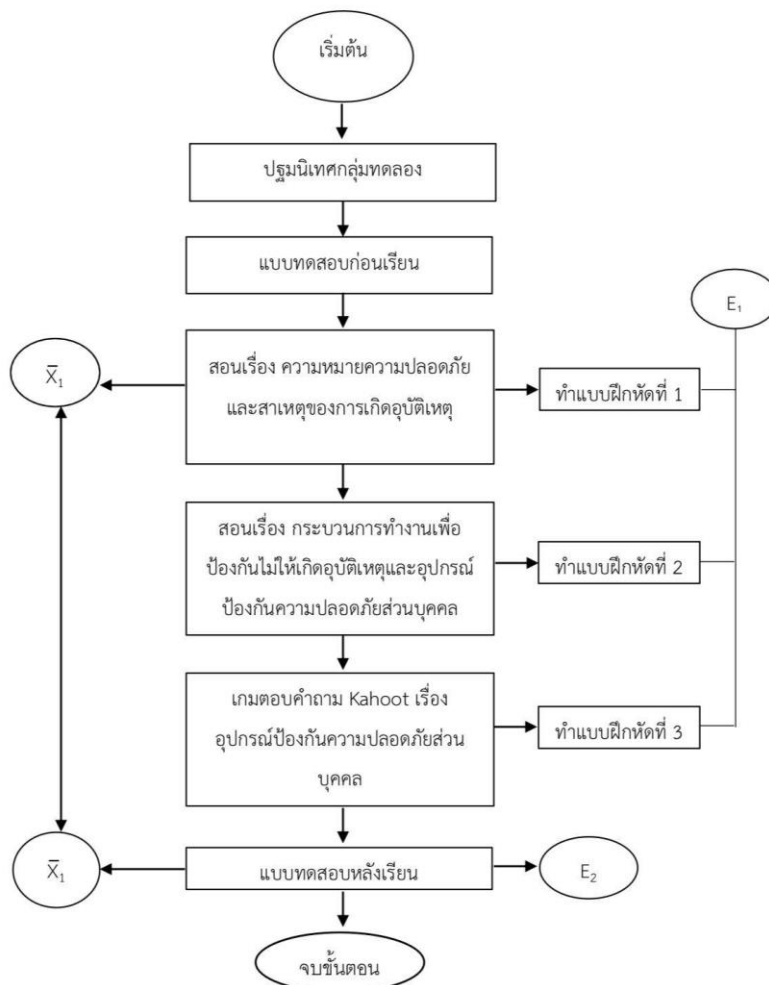 เริ่มต้น
ปฐมนิเทศกลุ่มทดลอง
แบบทดสอบก่อนเรียน
E₁
X̄₁
สอนเรื่อง ความหมายความปลอดภัย
และสาเหตุของการเกิดอุบัติเหตุ
ทำแบบฝึกหัดที่ 1
สอนเรื่อง กระบวนการทำงานเพื่อ
ป้องกันไม่ให้เกิดอุบัติเหตุและอุปกรณ์
ป้องกันความปลอดภัยส่วนบุคคล
ทำแบบฝึกหัดที่ 2
เกมตอบคำถาม Kahoot เรื่อง
อุปกรณ์ป้องกันความปลอดภัยส่วน
บุคคล
ทำแบบฝึกหัดที่ 3
X̄₁
แบบทดสอบหลังเรียน
E₂
จบขั้นตอน